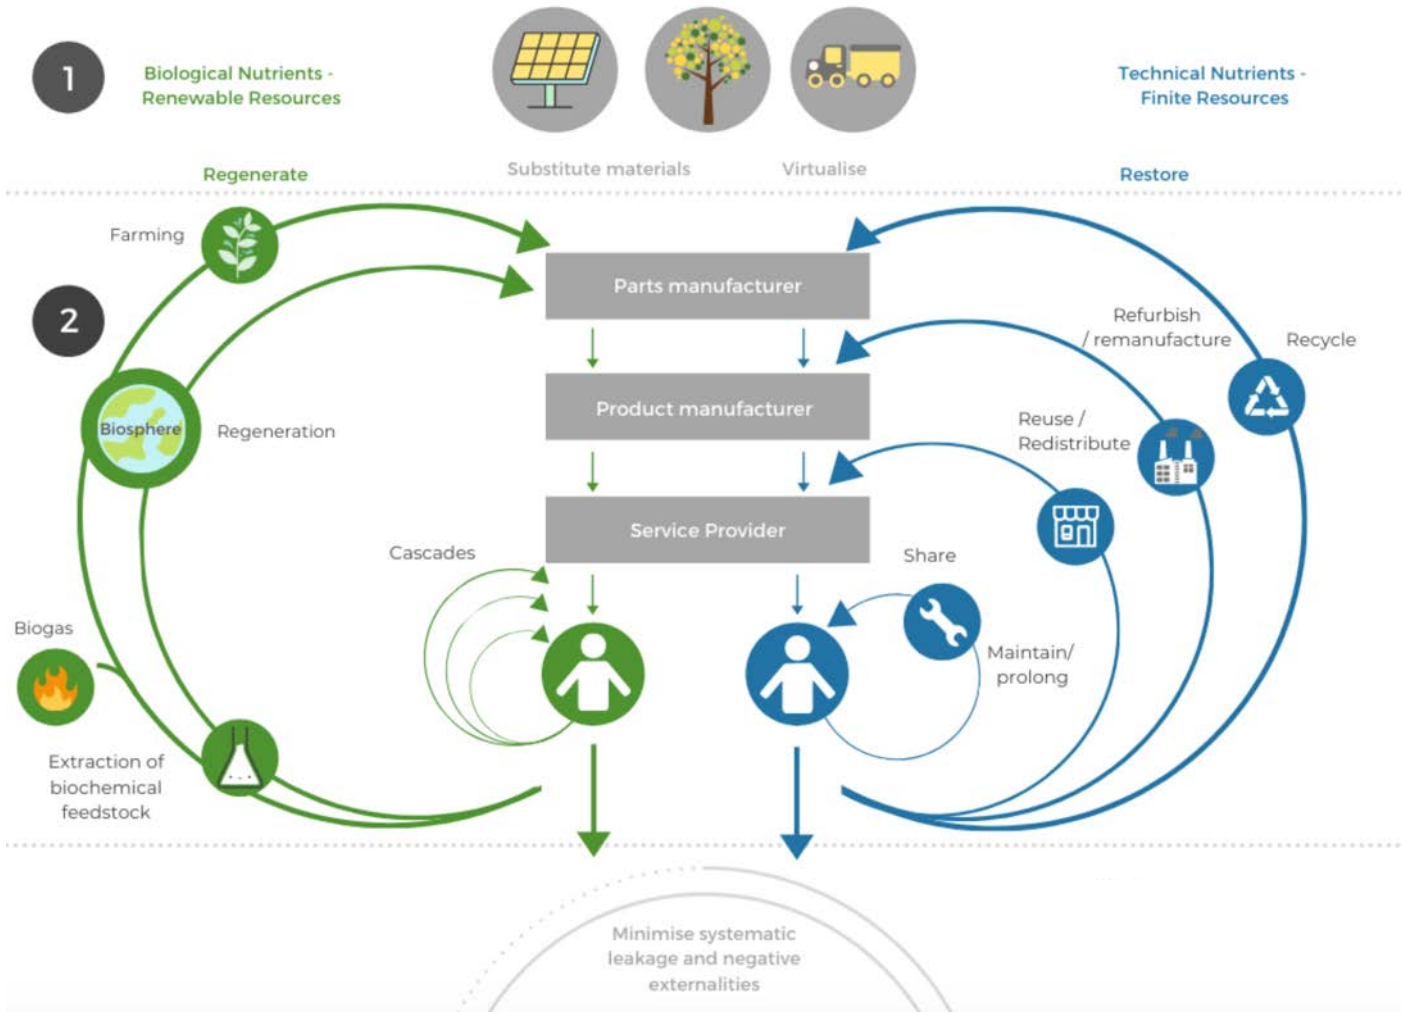 1
Biological Nutrients -
Renewable Resources
Technical Nutrients -
Finite Resources
Regenerate
Substitute materials
Virtualise
Restore
2
Farming
Parts manufacturer
Refurbish
/ remanufacture
Recycle
Biosphere
Regeneration
Product manufacturer
Reuse /
Redistribute
Service Provider
Cascades
Share
Biogas
Maintain/
prolong
Extraction of
biochemical
feedstock
Minimise systematic
leakage and negative
externalities